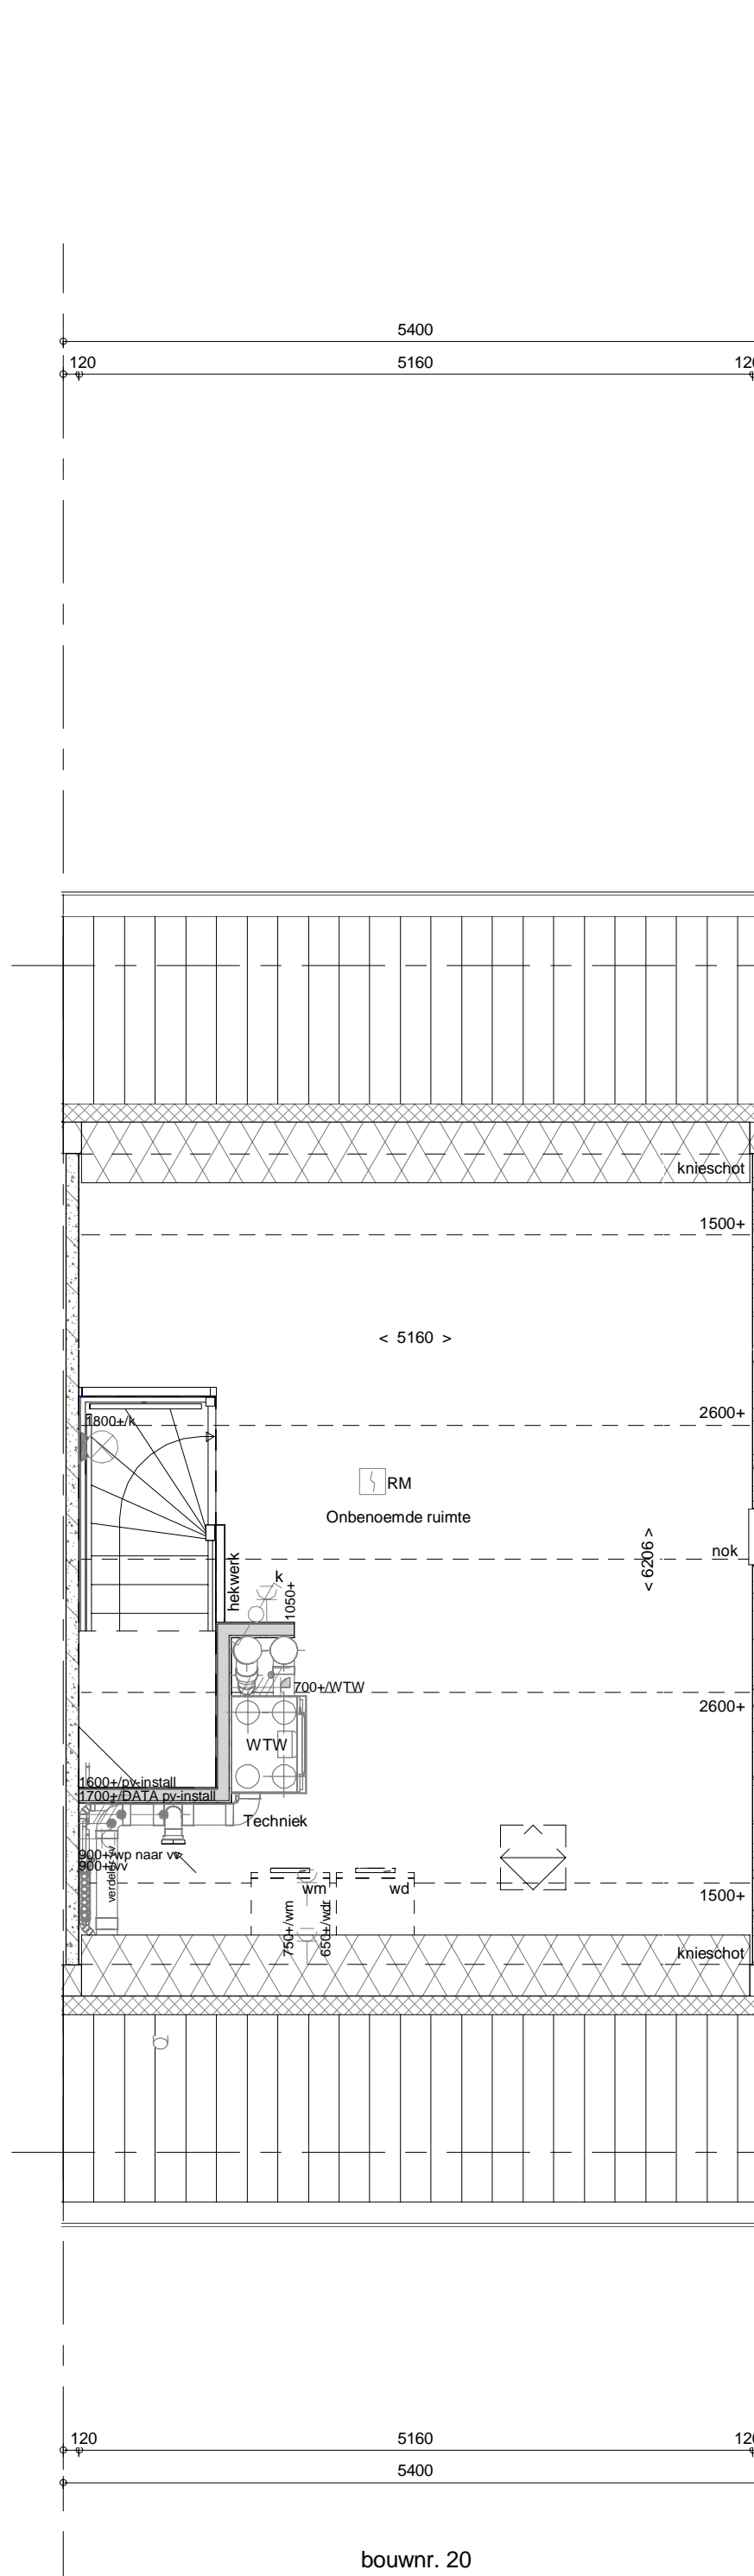 5400
120 5160 120
knieschot
1500+
< 5160 >
2600+
1800+/k
RM
Onbenoemde ruimte
nok
< 6206 >
hekwerk
k
1050+
700+/WTW
2600+
WTW
1600+/pv-install
1700+/DATA pv-install
Techniek
900+/wp naar vv
900+/vv
verdeler vv
wm wd
1500+
750+/wm
650+/wdr
knieschot
120 5160 120
5400
bouwnr. 20